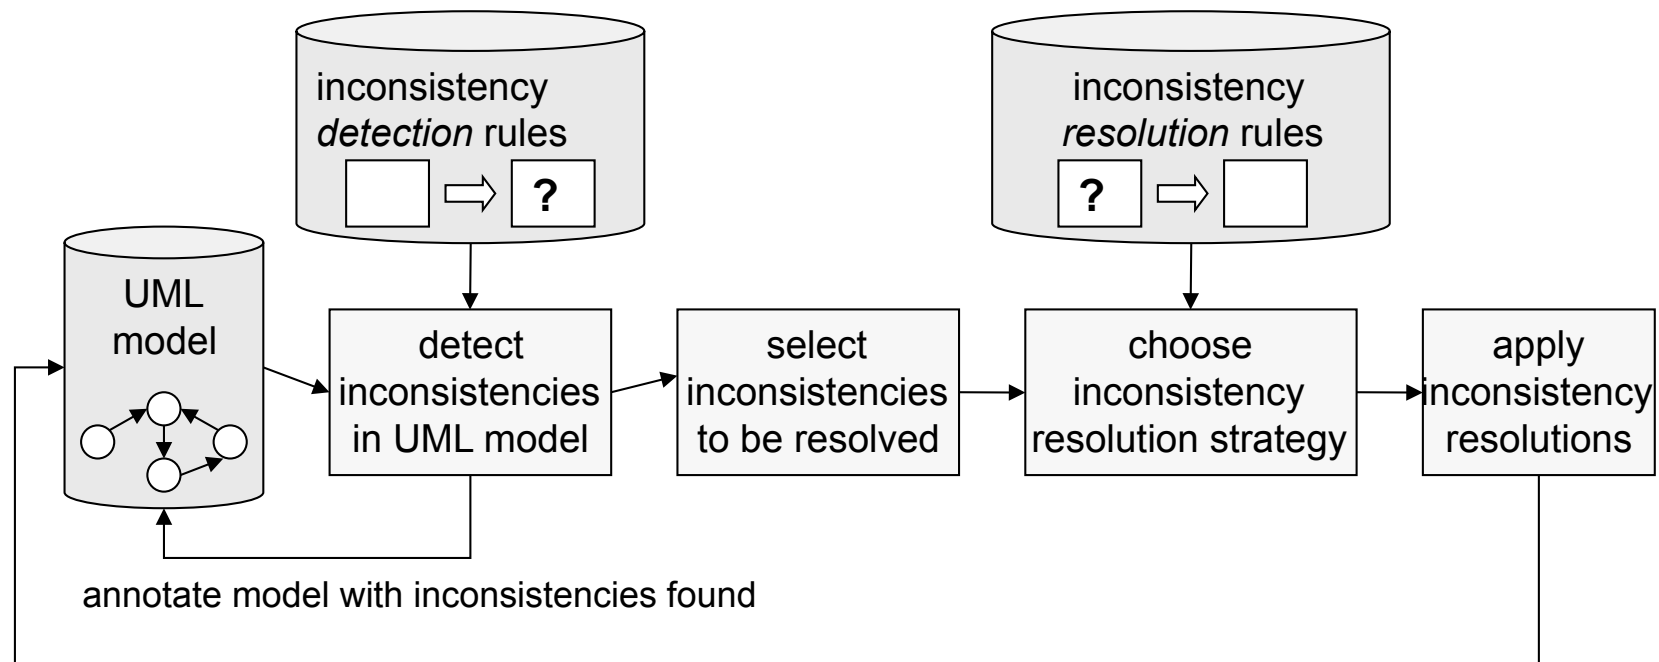 inconsistency
detection rules
?
inconsistency
resolution rules
?
UML
model
detect
inconsistencies
in UML model
select
inconsistencies
to be resolved
choose
inconsistency
resolution strategy
apply
inconsistency
resolutions
annotate model with inconsistencies found